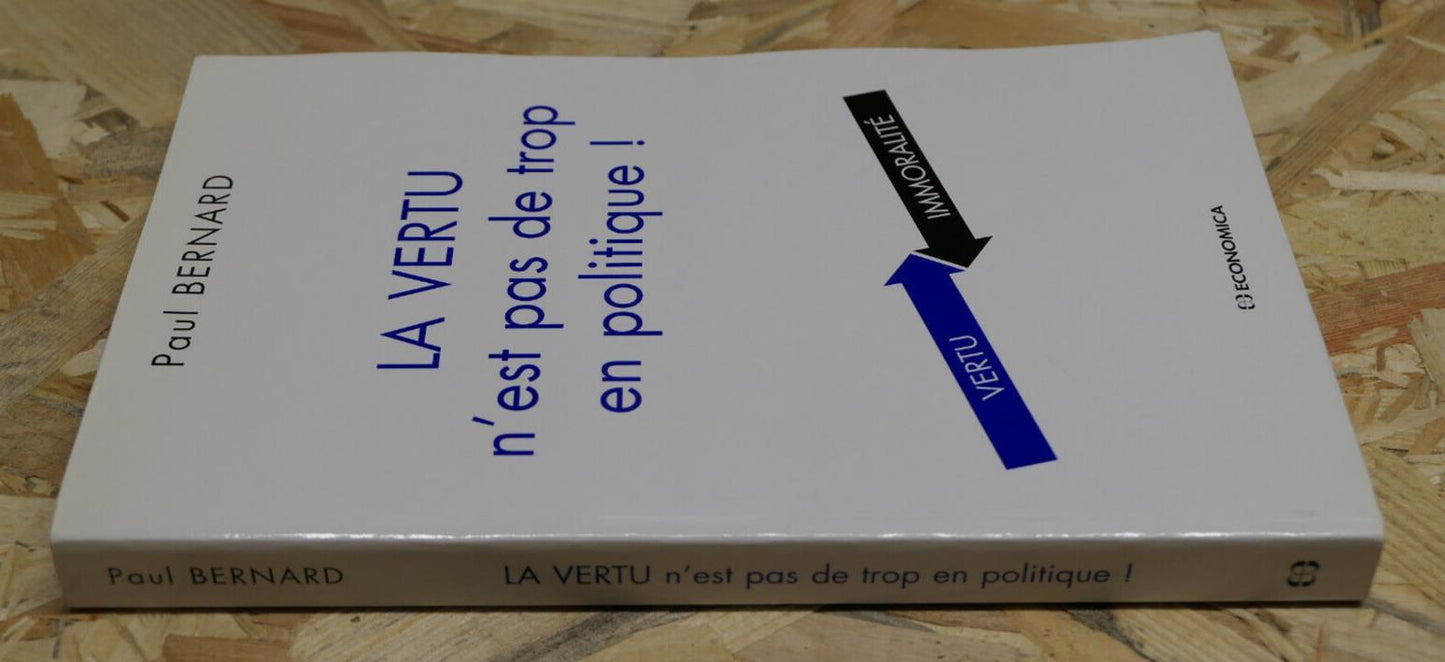 Paul BERNARD
LA VERTU
n'est pas de trop
en politique !
IMMORALITÉ
VERTU
ECONOMICA
Paul BERNARD
LA VERTU n'est pas de trop en politique !